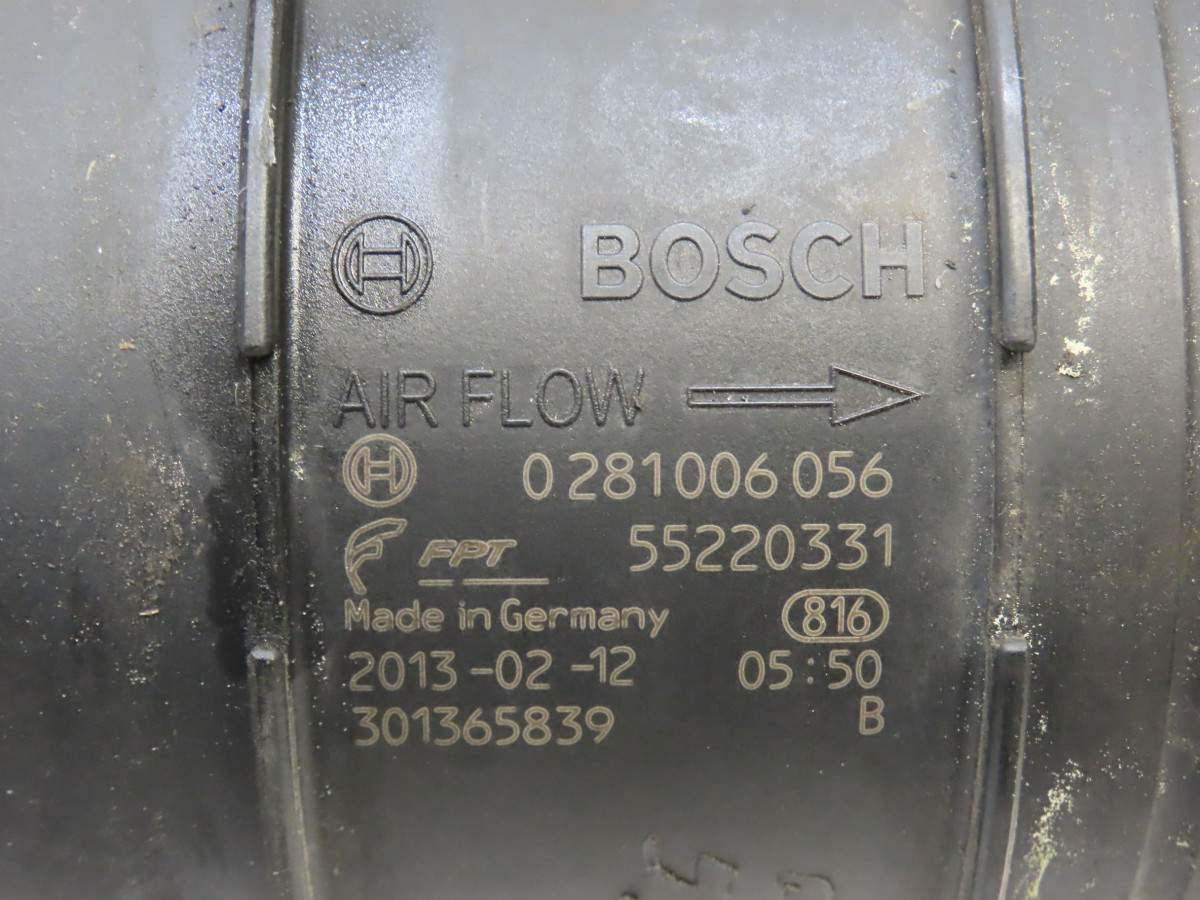 BOSCH
AIR FLOW
0 281 006 056
FPT 55220331
Made in Germany 816
2013-02-12 05:50
301365839 B